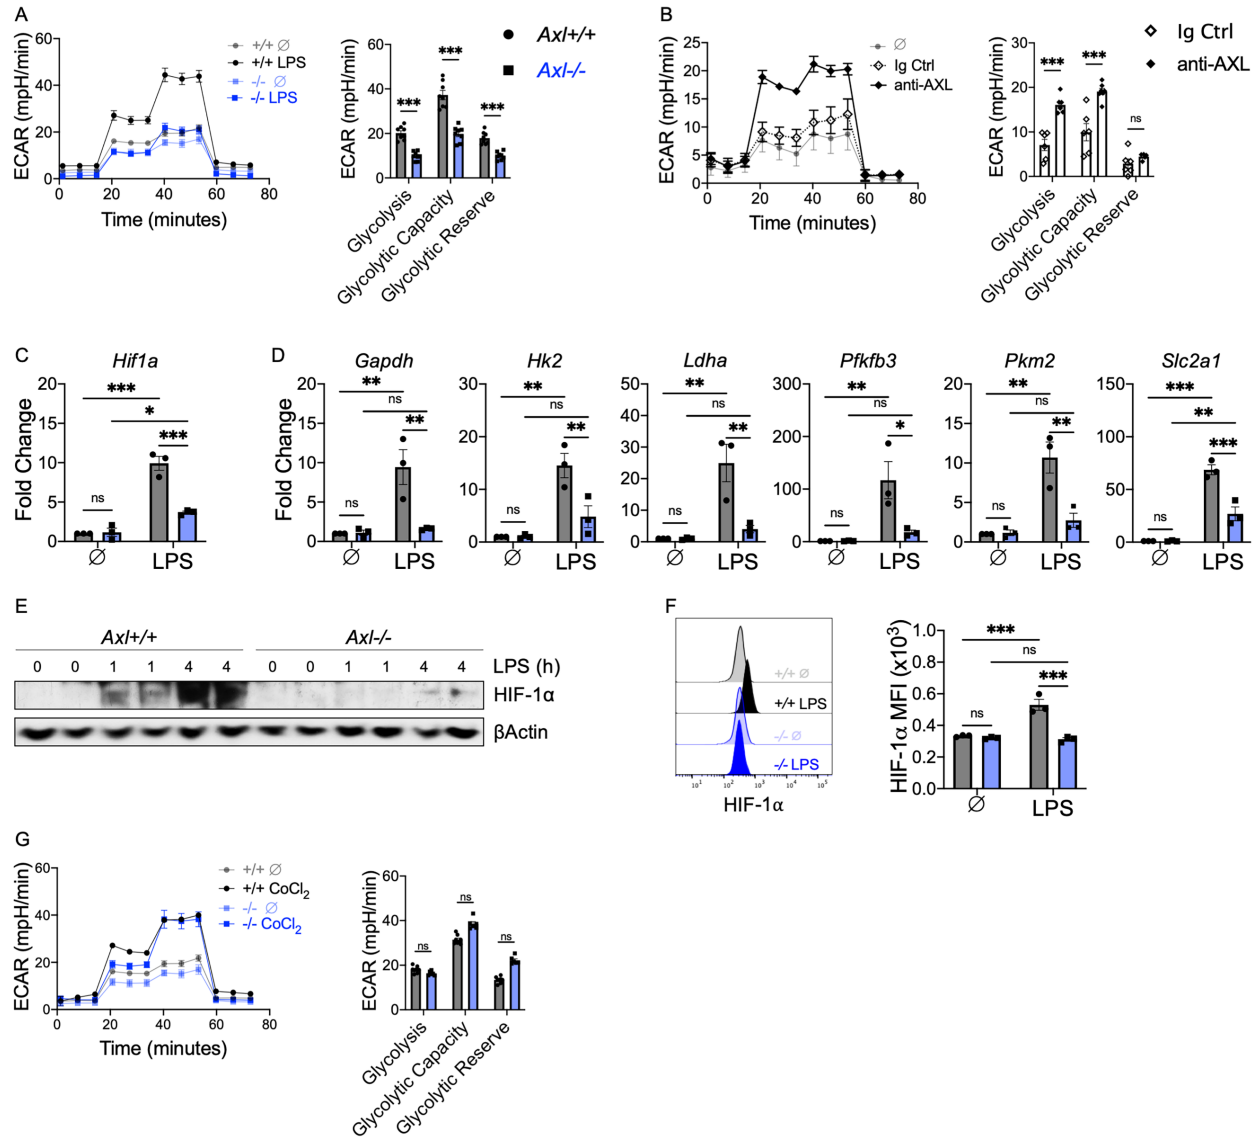 A
ECAR (mpH/min)
60
40
20
0
0 20 40 60 80
Time (minutes)
+/+ ∅
+/+ LPS
-/- ∅
-/- LPS
ECAR (mpH/min)
60
40
20
0
*** *** ***
Glycolysis
Glycolytic Capacity
Glycolytic Reserve
Axl+/+
Axl-/-
B
ECAR (mpH/min)
25
20
15
10
5
0
0 20 40 60 80
Time (minutes)
∅
Ig Ctrl
anti-AXL
ECAR (mpH/min)
30
20
10
0
*** *** ns
Glycolysis
Glycolytic Capacity
Glycolytic Reserve
Ig Ctrl
anti-AXL
C
Hif1a
Fold Change
20
15
10
5
0
***
*
***
ns
∅ LPS
D
Gapdh
Fold Change
20
15
10
5
0
**
ns
**
ns
∅ LPS
Hk2
30
20
10
0
**
ns
**
ns
∅ LPS
Ldha
50
40
30
20
10
0
**
ns
**
ns
∅ LPS
Pfkfb3
300
200
100
0
**
ns
*
ns
∅ LPS
Pkm2
20
15
10
5
0
**
ns
**
ns
∅ LPS
Slc2a1
150
100
50
0
***
**
***
ns
∅ LPS
E
Axl+/+ Axl-/-
0 0 1 1 4 4 0 0 1 1 4 4 LPS (h)
HIF-1α
βActin
F
+/+ ∅
+/+ LPS
-/- ∅
-/- LPS
10¹ 10² 10³ 10⁴ 10⁵
HIF-1α
HIF-1α MFI (x10³)
1.0
0.8
0.6
0.4
0.2
0.0
***
ns
***
ns
∅ LPS
G
ECAR (mpH/min)
60
40
20
0
0 20 40 60 80
Time (minutes)
+/+ ∅
+/+ CoCl₂
-/- ∅
-/- CoCl₂
ECAR (mpH/min)
60
40
20
0
ns ns ns
Glycolysis
Glycolytic Capacity
Glycolytic Reserve